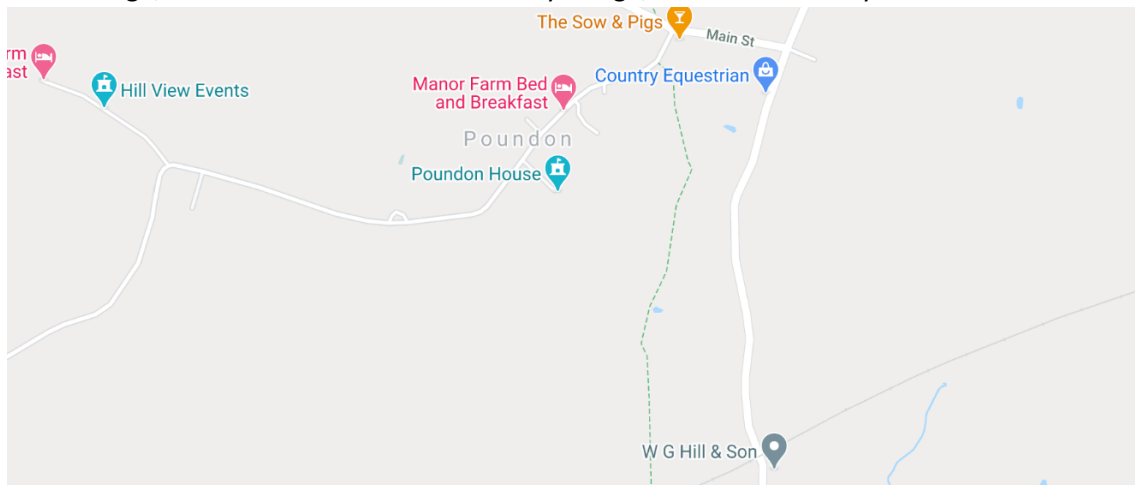 The Sow & Pigs
Main St
rm
ast
Hill View Events
Manor Farm Bed
and Breakfast
Country Equestrian
Poundon
Poundon House
W G Hill & Son